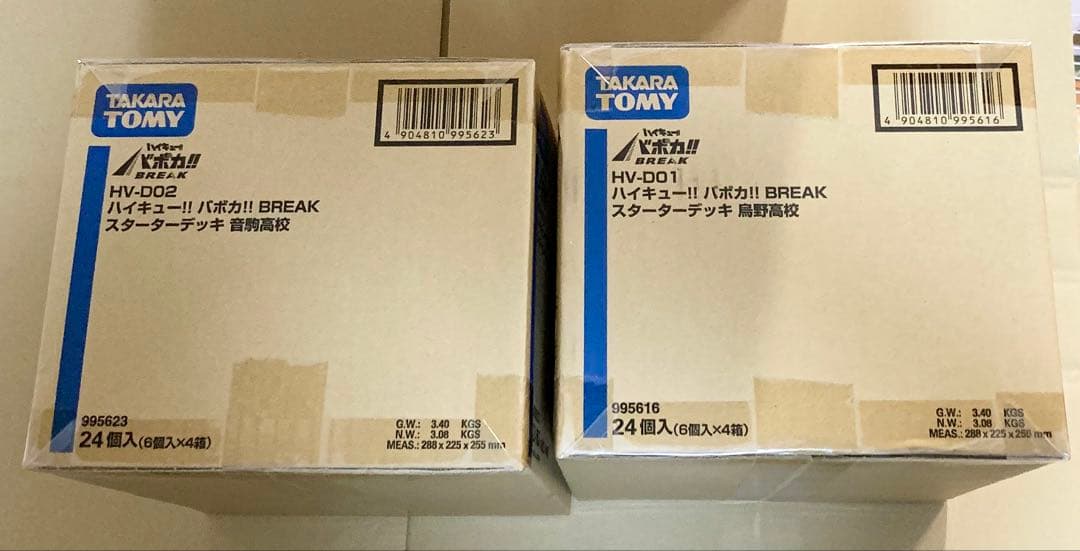 TAKARA
TOMY
4 904810 995623
ハイキュー!!
バボカ!!
BREAK
HV-D02
ハイキュー!! バボカ!! BREAK
スターターデッキ 音駒高校
995623
24個入(6個入×4箱)
G.W.: 3.40 KGS
N.W.: 3.08 KGS
MEAS.: 288 x 225 x 255 mm
TAKARA
TOMY
4 904810 995616
ハイキュー!!
バボカ!!
BREAK
HV-D01
ハイキュー!! バボカ!! BREAK
スターターデッキ 烏野高校
995616
24個入(6個入×4箱)
G.W.: 3.40 KGS
N.W.: 3.08 KGS
MEAS.: 288 x 225 x 255 mm